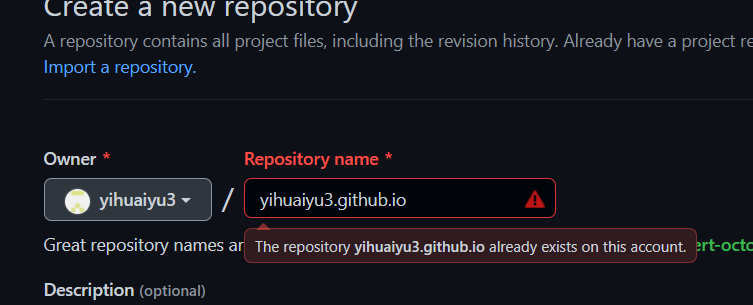 Create a new repository
A repository contains all project files, including the revision history. Already have a project re
Import a repository.
Owner *
Repository name *
yihuaiyu3
/
yihuaiyu3.github.io
Great repository names ar
ert-octo
The repository yihuaiyu3.github.io already exists on this account.
Description (optional)